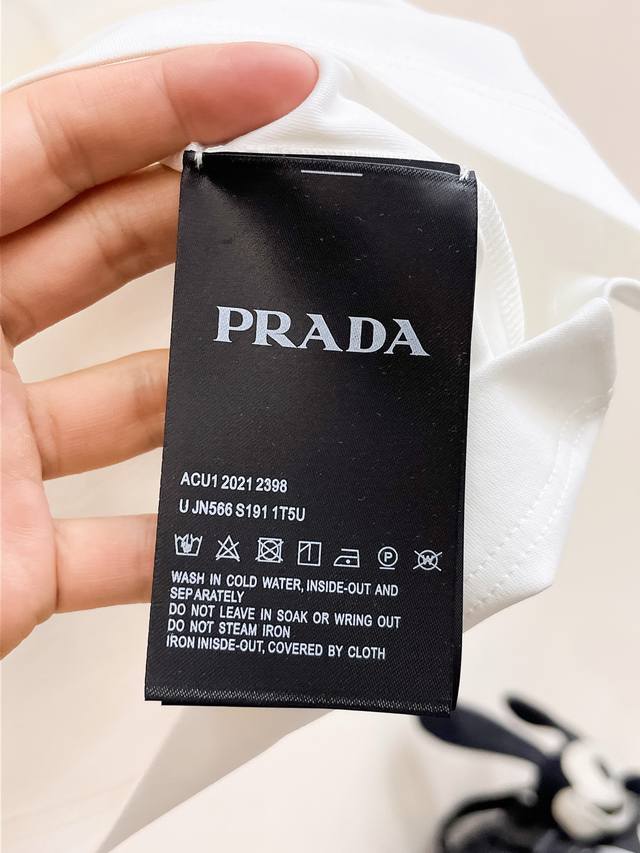 PRADA
ACU1 2021 2398
U JN566 S191 1T5U
P
W
WASH IN COLD WATER, INSIDE-OUT AND
SEPARATELY
DO NOT LEAVE IN SOAK OR WRING OUT
DO NOT STEAM IRON
IRON INISDE-OUT, COVERED BY CLOTH